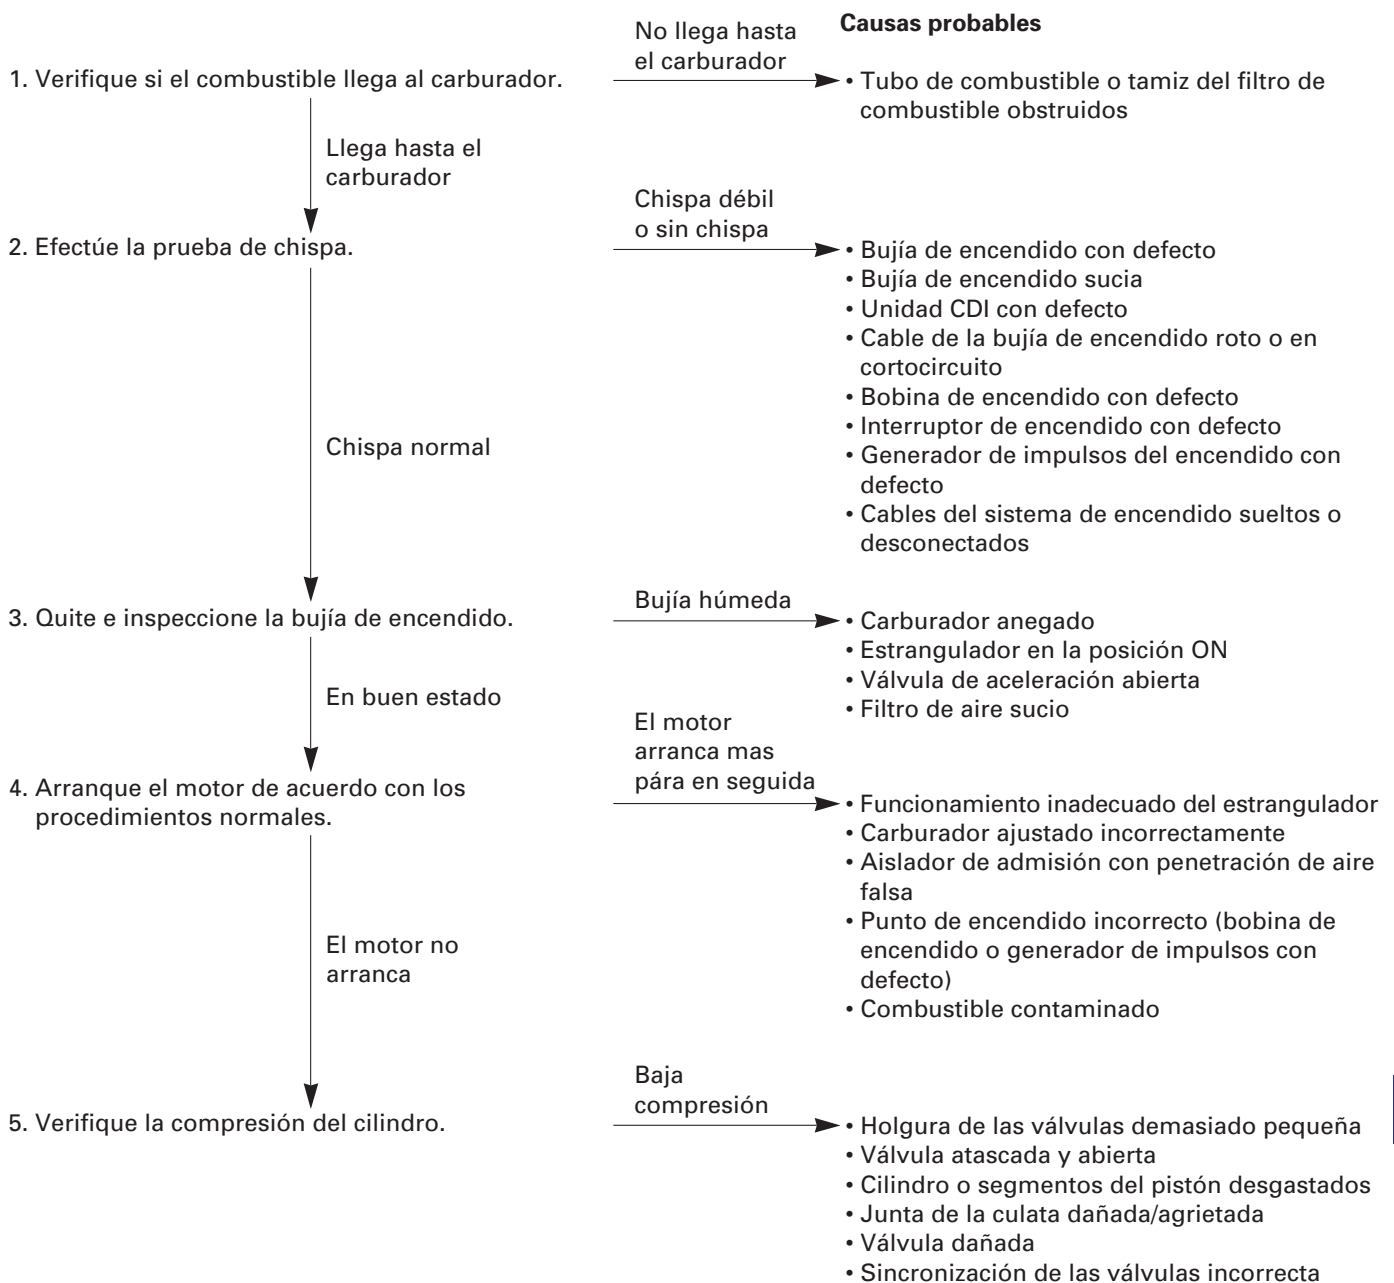 Causas probables
No llega hasta
el carburador
1. Verifique si el combustible llega al carburador.
• Tubo de combustible o tamiz del filtro de
combustible obstruidos
Llega hasta el
carburador
Chispa débil
o sin chispa
2. Efectúe la prueba de chispa.
• Bujía de encendido con defecto
• Bujía de encendido sucia
• Unidad CDI con defecto
• Cable de la bujía de encendido roto o en
cortocircuito
• Bobina de encendido con defecto
• Interruptor de encendido con defecto
• Generador de impulsos del encendido con
defecto
• Cables del sistema de encendido sueltos o
desconectados
Chispa normal
Bujía húmeda
3. Quite e inspeccione la bujía de encendido.
• Carburador anegado
• Estrangulador en la posición ON
• Válvula de aceleración abierta
• Filtro de aire sucio
En buen estado
El motor
arranca mas
pára en seguida
4. Arranque el motor de acuerdo con los
procedimientos normales.
• Funcionamiento inadecuado del estrangulador
• Carburador ajustado incorrectamente
• Aislador de admisión con penetración de aire
falsa
• Punto de encendido incorrecto (bobina de
encendido o generador de impulsos con
defecto)
• Combustible contaminado
El motor no
arranca
Baja
compresión
5. Verifique la compresión del cilindro.
• Holgura de las válvulas demasiado pequeña
• Válvula atascada y abierta
• Cilindro o segmentos del pistón desgastados
• Junta de la culata dañada/agrietada
• Válvula dañada
• Sincronización de las válvulas incorrecta